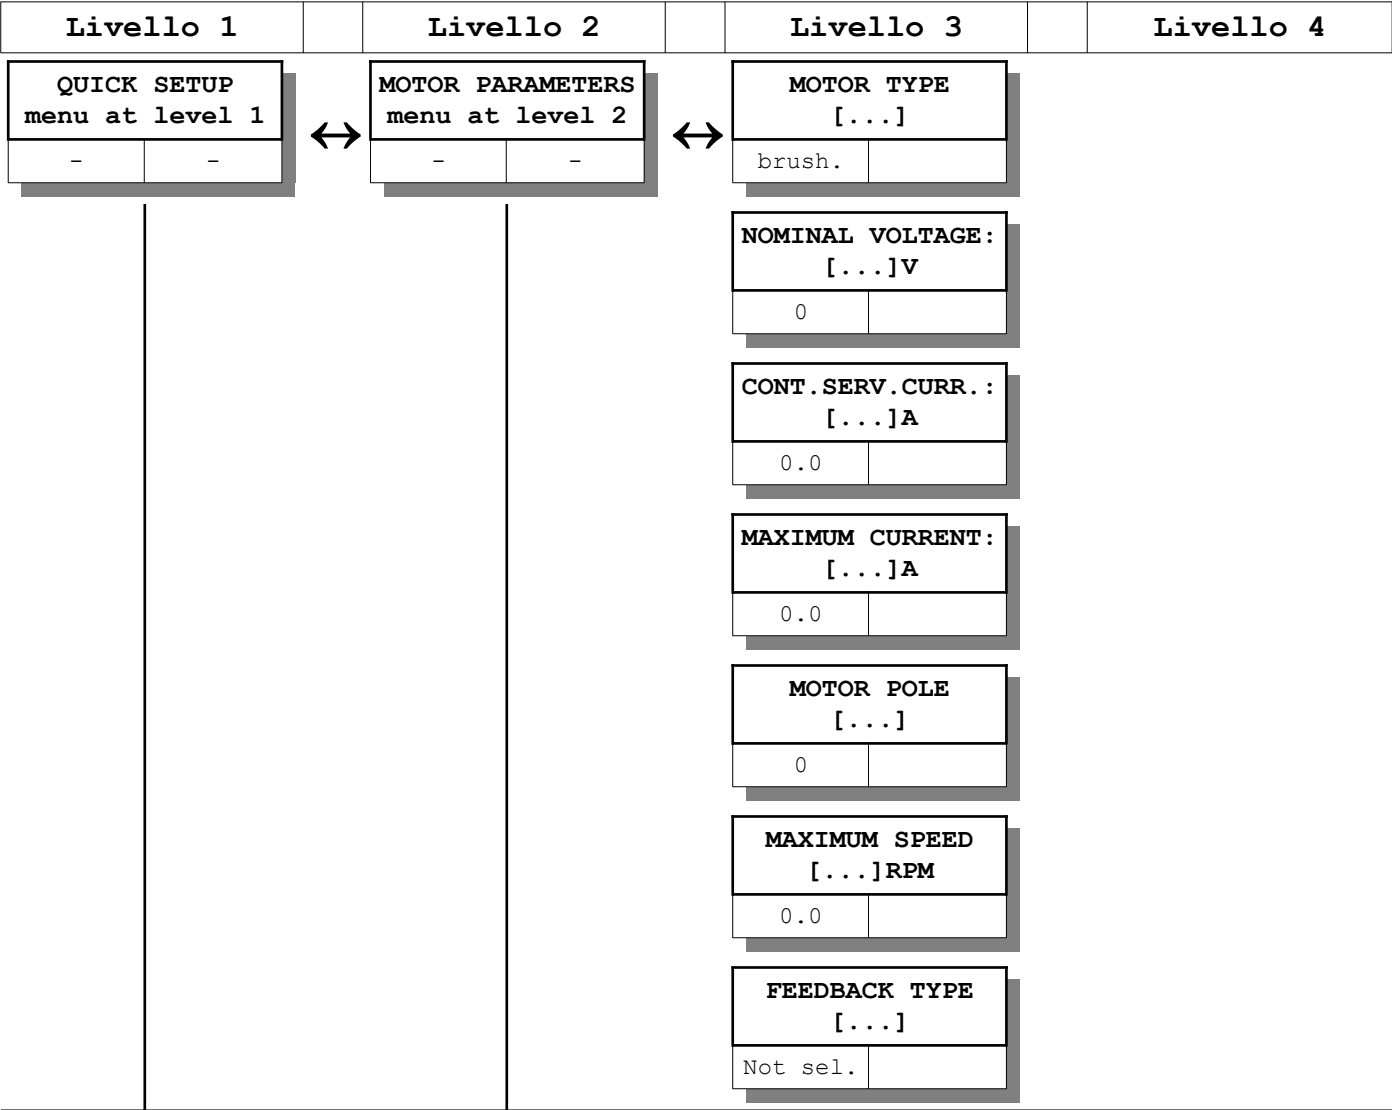 Livello 1 Livello 2 Livello 3 Livello 4
QUICK SETUP
menu at level 1
- -
MOTOR PARAMETERS
menu at level 2
- -
MOTOR TYPE
[...]
brush.
NOMINAL VOLTAGE:
[...]V
0
CONT.SERV.CURR.:
[...]A
0.0
MAXIMUM CURRENT:
[...]A
0.0
MOTOR POLE
[...]
0
MAXIMUM SPEED
[...]RPM
0.0
FEEDBACK TYPE
[...]
Not sel.